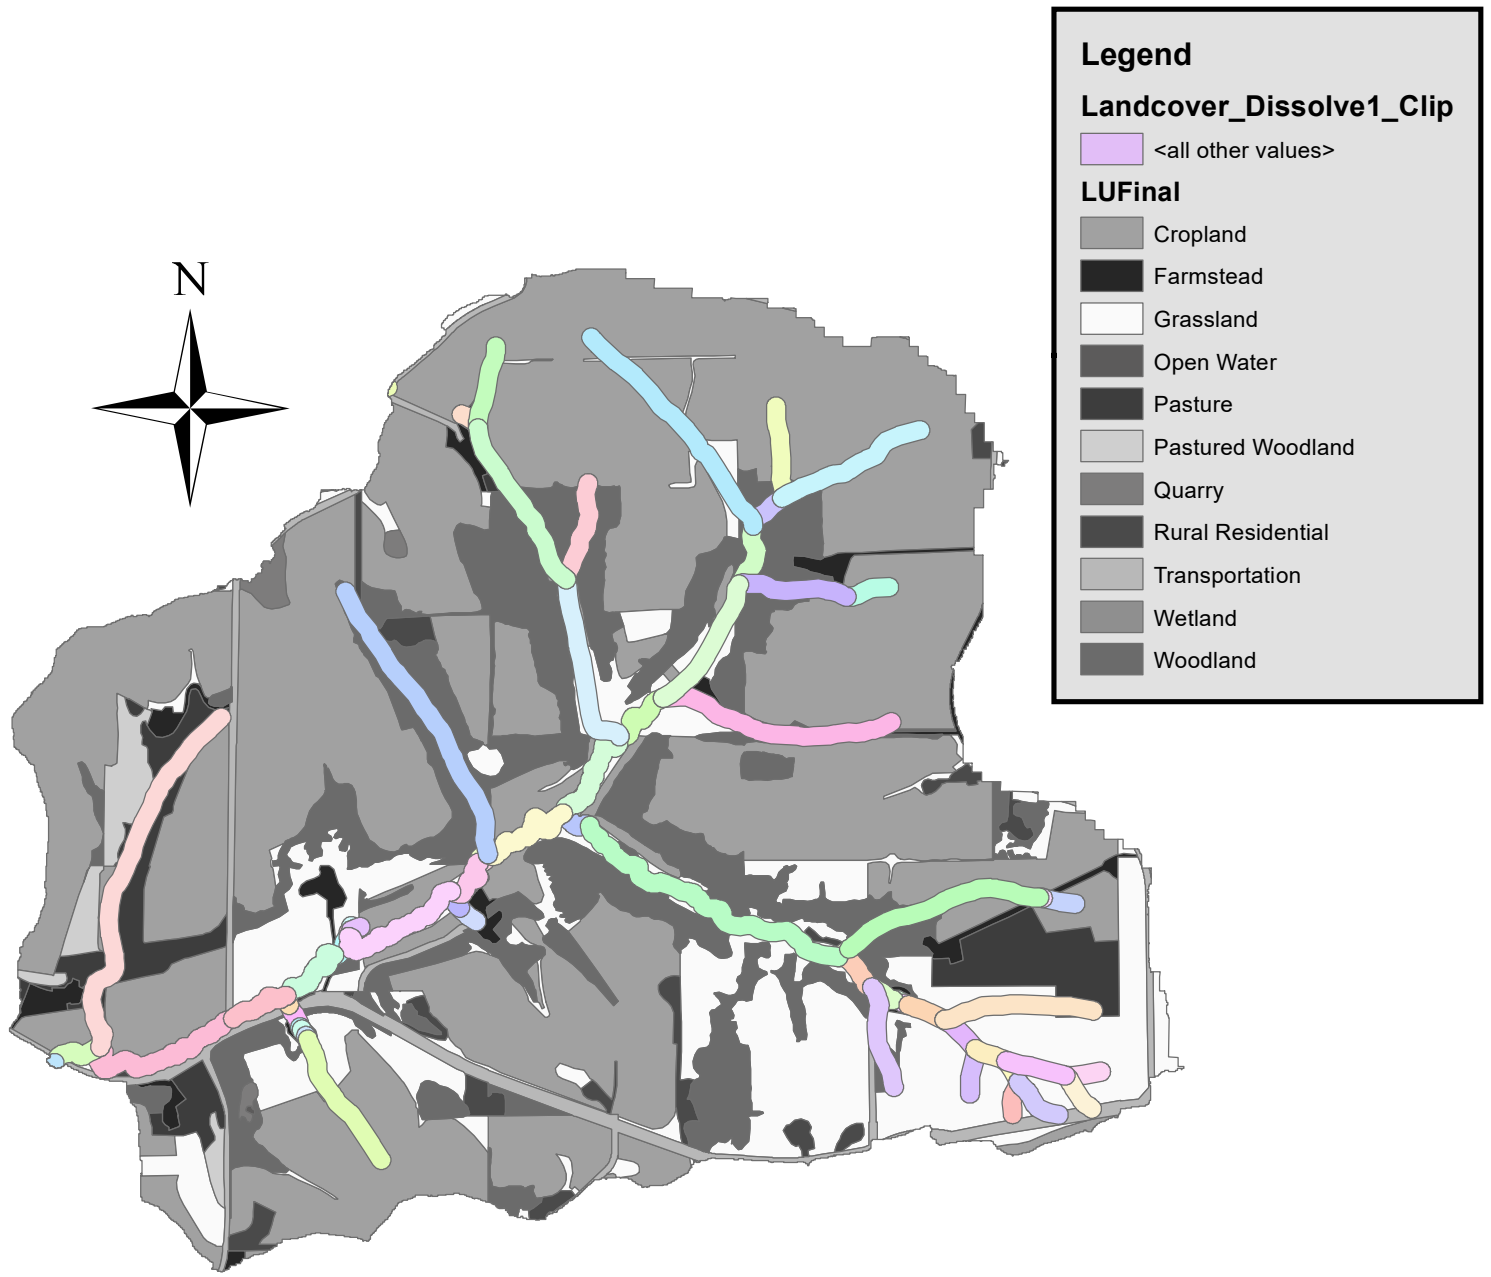 Legend
Landcover_Dissolve1_Clip
<all other values>
LUFinal
Cropland
Farmstead
Grassland
Open Water
Pasture
Pastured Woodland
Quarry
Rural Residential
Transportation
Wetland
Woodland
N